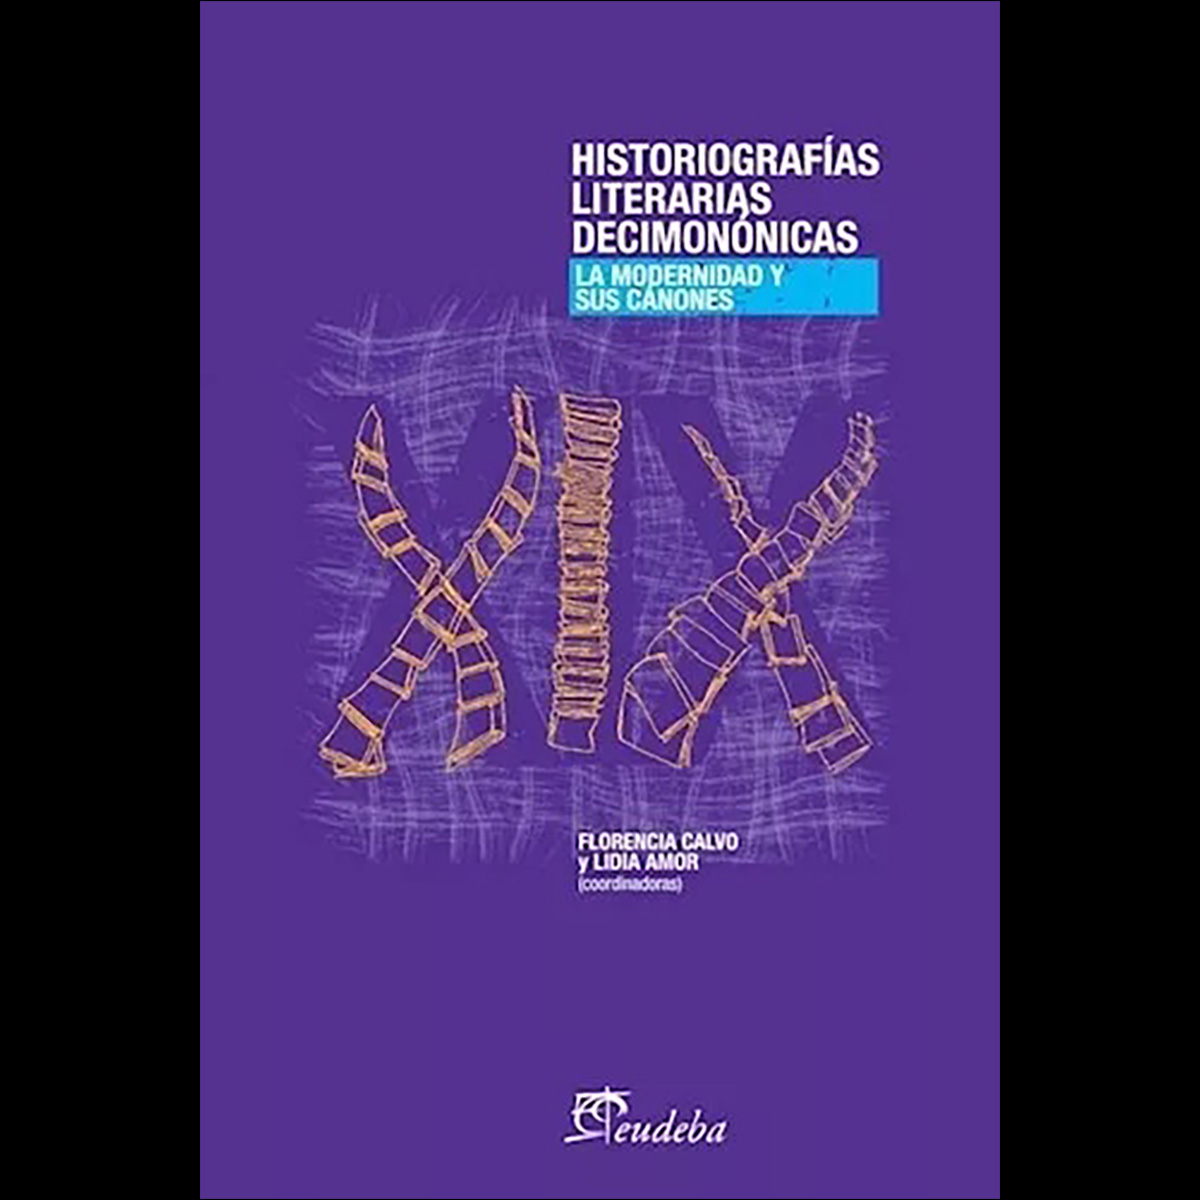 HISTORIOGRAFÍAS
LITERARIAS
DECIMONÓNICAS
LA MODERNIDAD Y
SUS CÁNONES
XIX
FLORENCIA CALVO
y LIDIA AMOR
(coordinadoras)
eudeba